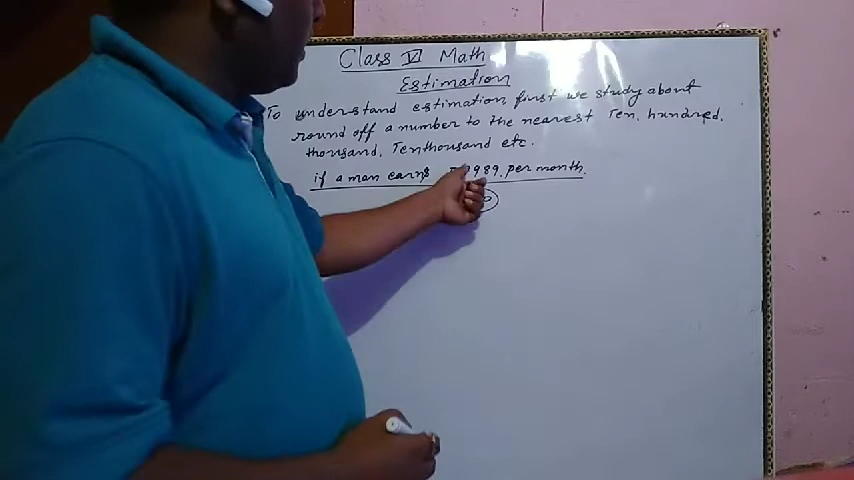 Class VI Math
Estimation
To understand estimation, first we study about
round off a number to the nearest Ten, hundred,
thousand, Tenthousand etc.
if a man earns 989. per month.